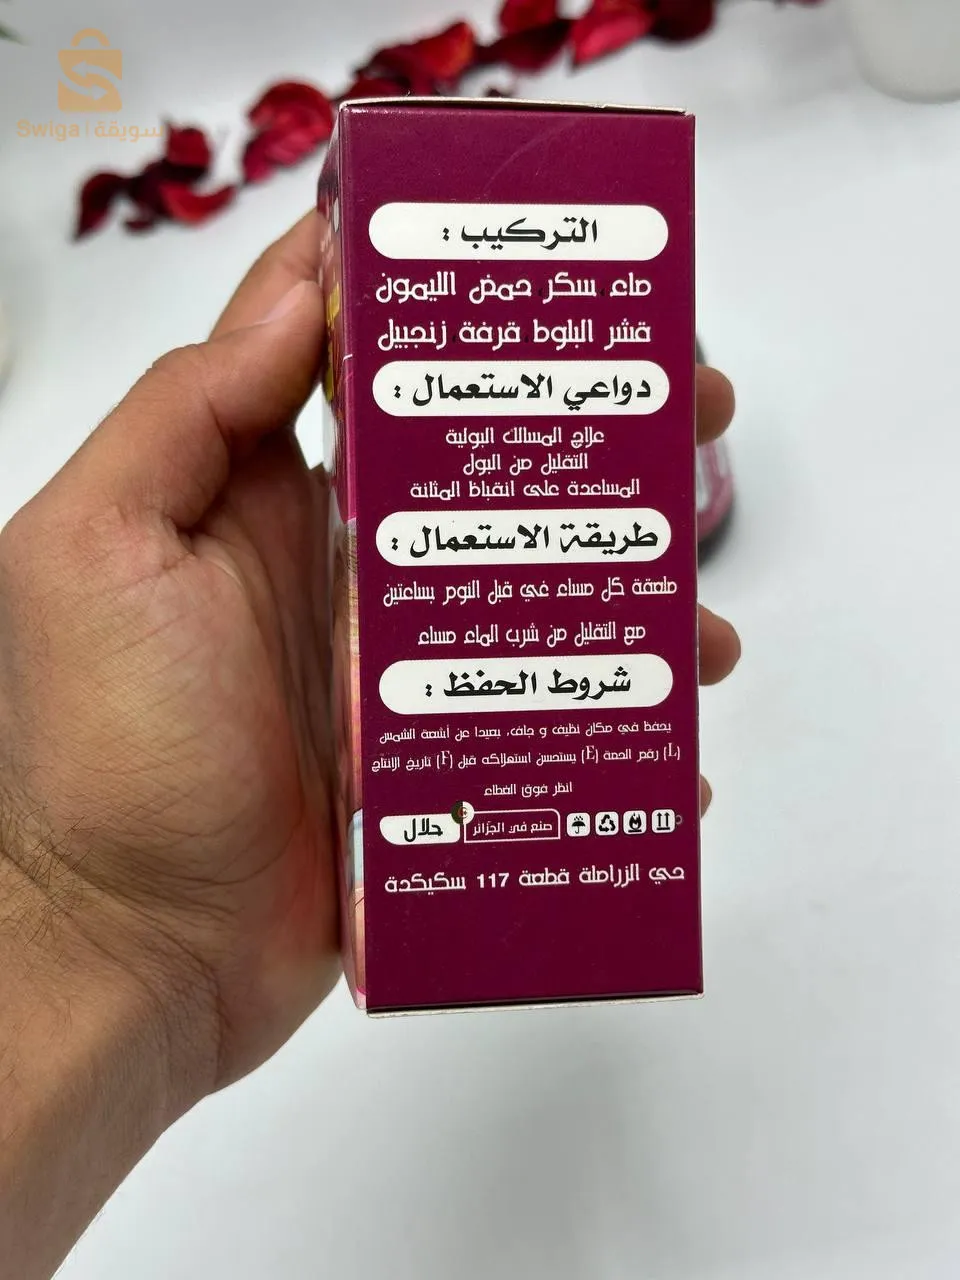 Swiga | سويقة
التركيب :
ماء سكر حمض الليمون
قشر البلوط قرفة زنجبيل
دواعي الاستعمال :
علاج المسالك البولية
التقليل من البول
المساعدة على انقباظ المثانة
طريقة الاستعمال :
ملعقة كل مساء غي قبل النوم بساعتين
مع التقليل من شرب الماء مساء
شروط الحفظ :
يحفظ في مكان نظيف و جاف، بعيدا عن أشعة الشمس
(L) رقم الحصة (E) يستحسن استهلاكه قبل (F) تاريخ الإنتاج
انظر فوق الغطاء
صنع في الجزائر حلال
حي الزرامنة قطعة 117 سكيكدة